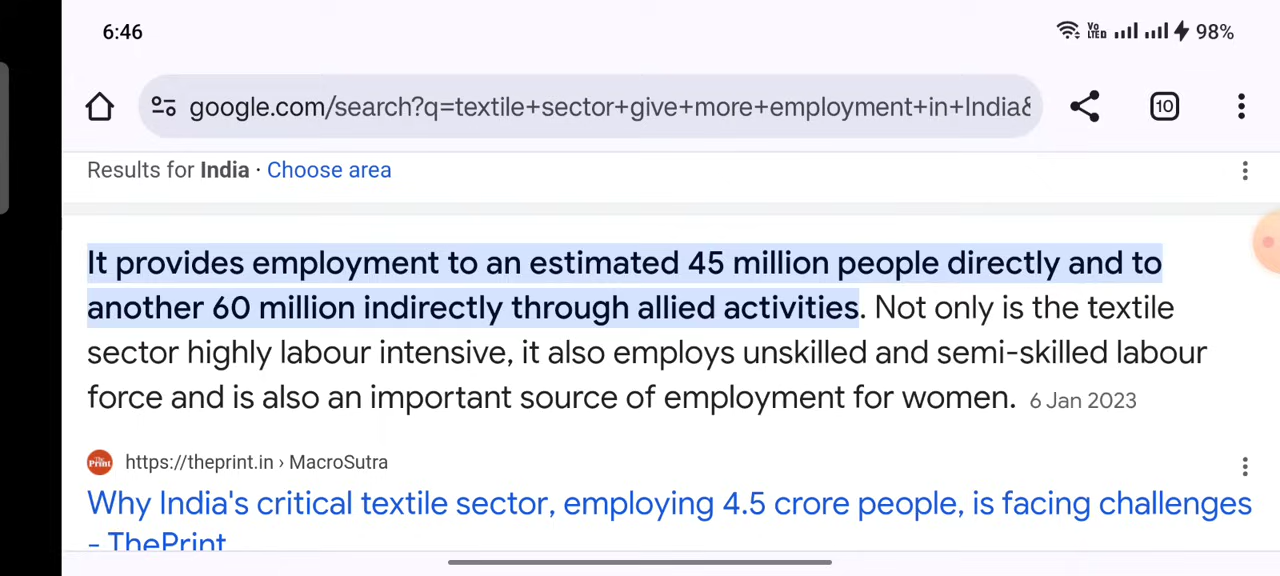 6:46
Vo LTED
98%
google.com/search?q=textile+sector+give+more+employment+in+India&
10
Results for India · Choose area
It provides employment to an estimated 45 million people directly and to
another 60 million indirectly through allied activities. Not only is the textile
sector highly labour intensive, it also employs unskilled and semi-skilled labour
force and is also an important source of employment for women. 6 Jan 2023
The Print
https://theprint.in › MacroSutra
Why India's critical textile sector, employing 4.5 crore people, is facing challenges
- ThePrint